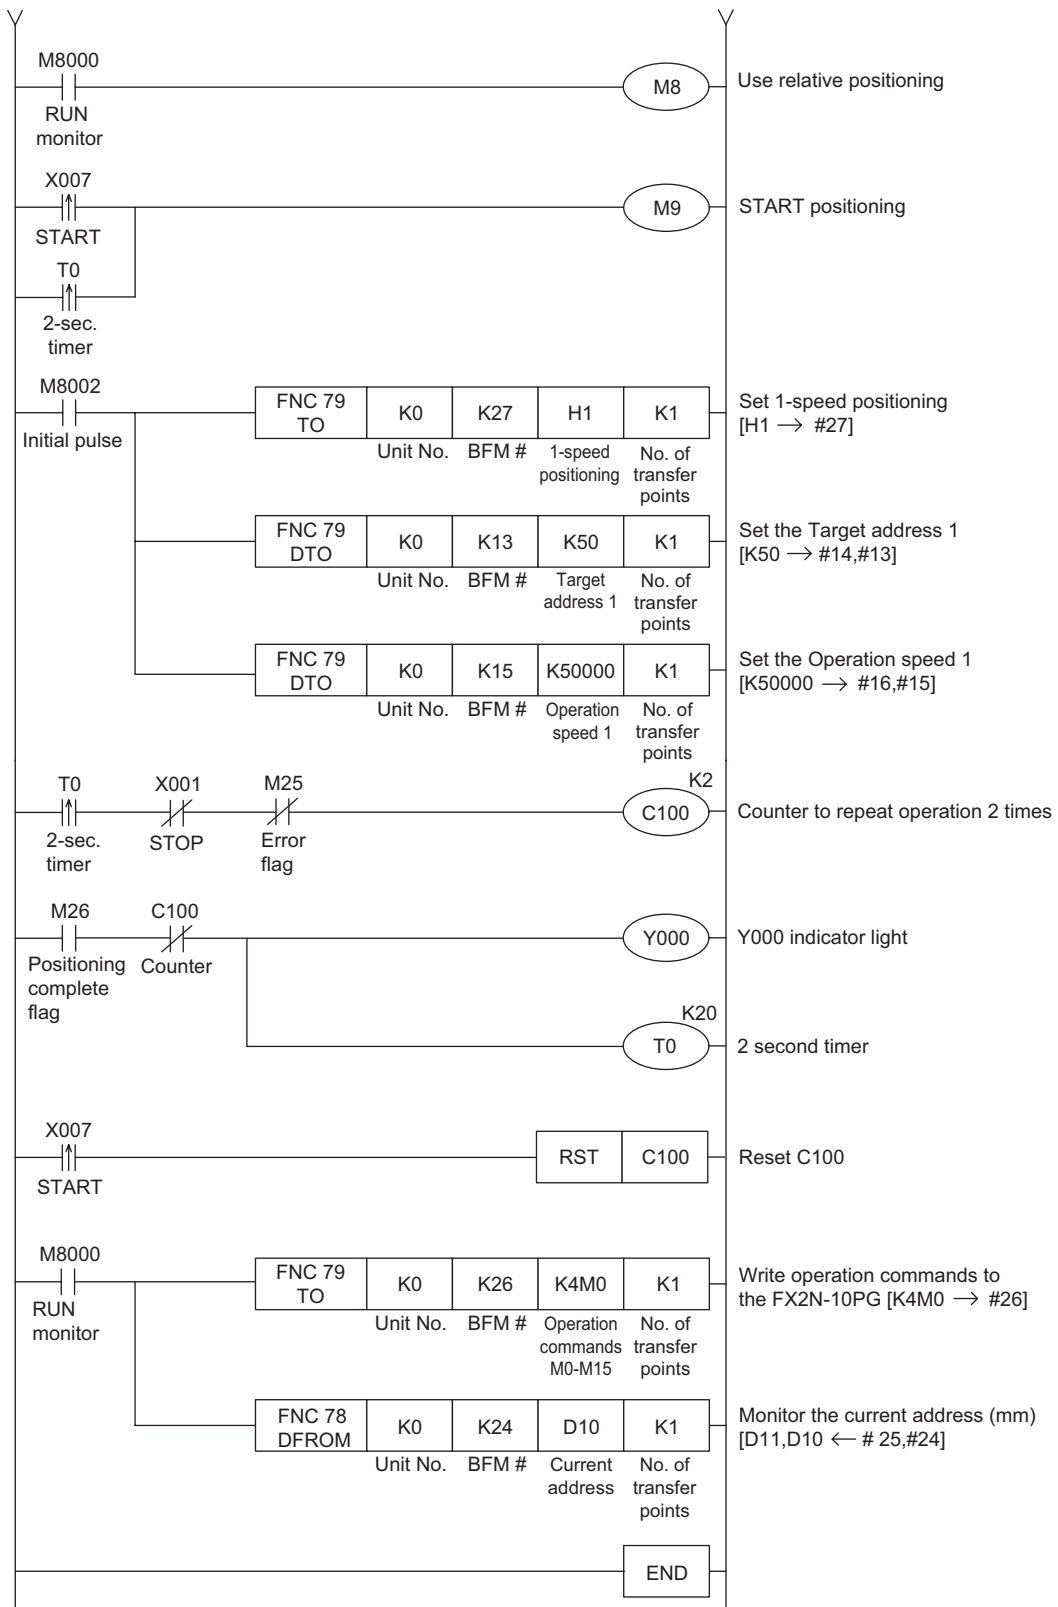 M8000
M8
Use relative positioning
RUN
monitor
X007
M9
START positioning
START
T0
2-sec.
timer
M8002
FNC 79
TO
K0
K27
H1
K1
Set 1-speed positioning
[H1 → #27]
Initial pulse
Unit No.
BFM #
1-speed
positioning
No. of
transfer
points
FNC 79
DTO
K0
K13
K50
K1
Set the Target address 1
[K50 → #14,#13]
Unit No.
BFM #
Target
address 1
No. of
transfer
points
FNC 79
DTO
K0
K15
K50000
K1
Set the Operation speed 1
[K50000 → #16,#15]
Unit No.
BFM #
Operation
speed 1
No. of
transfer
points
T0
X001
M25
K2
C100
Counter to repeat operation 2 times
2-sec.
timer
STOP
Error
flag
M26
C100
Y000
Y000 indicator light
Positioning
complete
flag
Counter
K20
T0
2 second timer
X007
RST
C100
Reset C100
START
M8000
FNC 79
TO
K0
K26
K4M0
K1
Write operation commands to
the FX2N-10PG [K4M0 → #26]
RUN
monitor
Unit No.
BFM #
Operation
commands
M0-M15
No. of
transfer
points
FNC 78
DFROM
K0
K24
D10
K1
Monitor the current address (mm)
[D11,D10 ← # 25,#24]
Unit No.
BFM #
Current
address
No. of
transfer
points
END